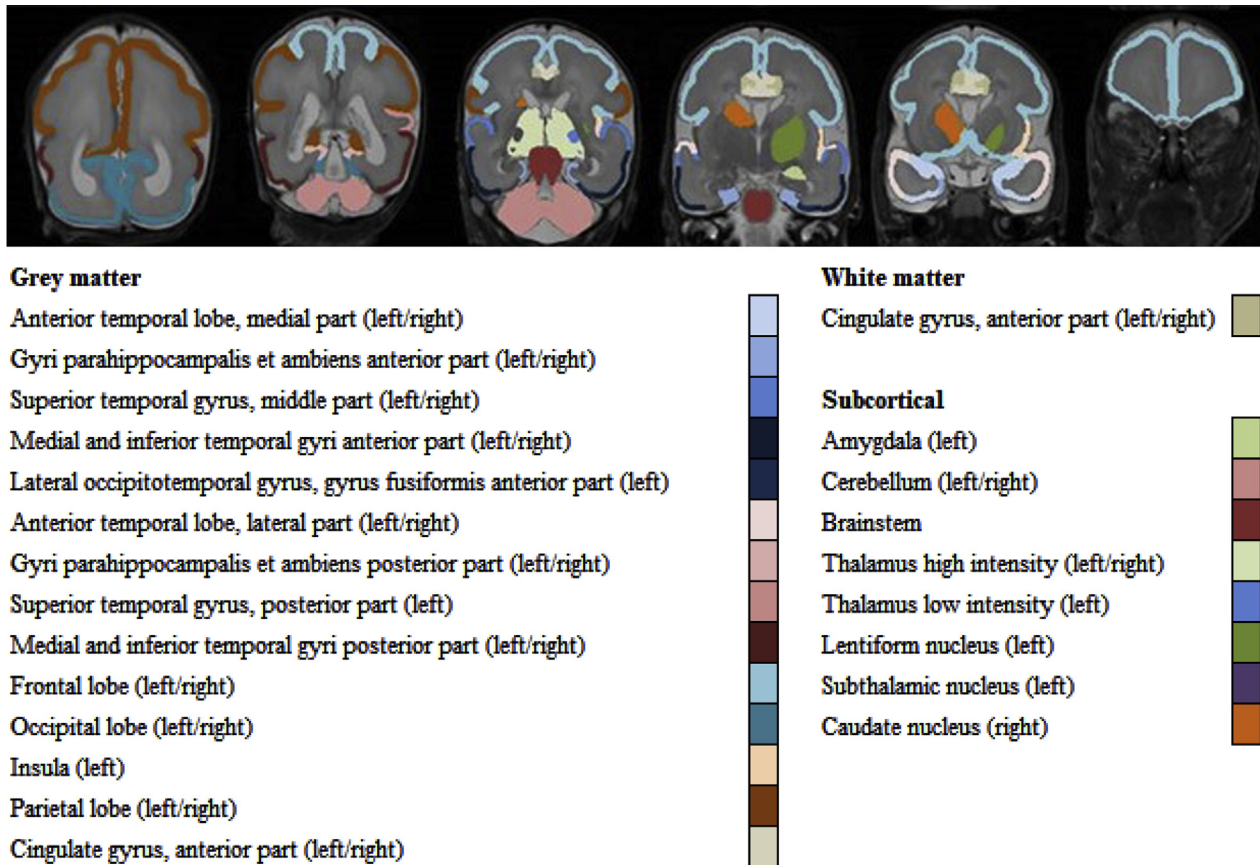 Grey matter
Anterior temporal lobe, medial part (left/right)
Gyri parahippocampalis et ambiens anterior part (left/right)
Superior temporal gyrus, middle part (left/right)
Medial and inferior temporal gyri anterior part (left/right)
Lateral occipitotemporal gyrus, gyrus fusiformis anterior part (left)
Anterior temporal lobe, lateral part (left/right)
Gyri parahippocampalis et ambiens posterior part (left/right)
Superior temporal gyrus, posterior part (left)
Medial and inferior temporal gyri posterior part (left/right)
Frontal lobe (left/right)
Occipital lobe (left/right)
Insula (left)
Parietal lobe (left/right)
Cingulate gyrus, anterior part (left/right)
White matter
Cingulate gyrus, anterior part (left/right)
Subcortical
Amygdala (left)
Cerebellum (left/right)
Brainstem
Thalamus high intensity (left/right)
Thalamus low intensity (left)
Lentiform nucleus (left)
Subthalamic nucleus (left)
Caudate nucleus (right)